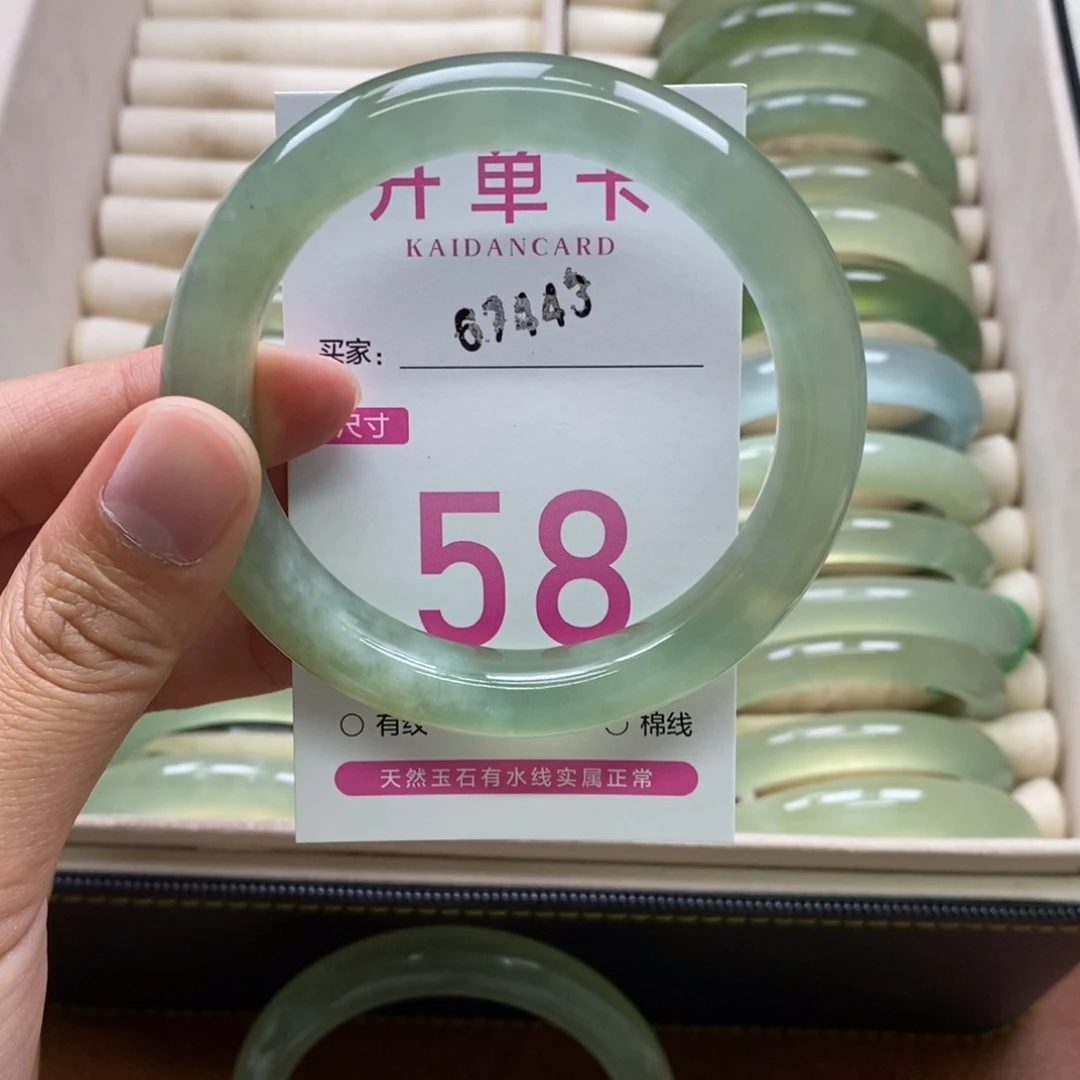 开单卡
KAIDANCARD
67443
买家：
尺寸
58
○ 有纹 ○ 棉线
天然玉石有水线实属正常